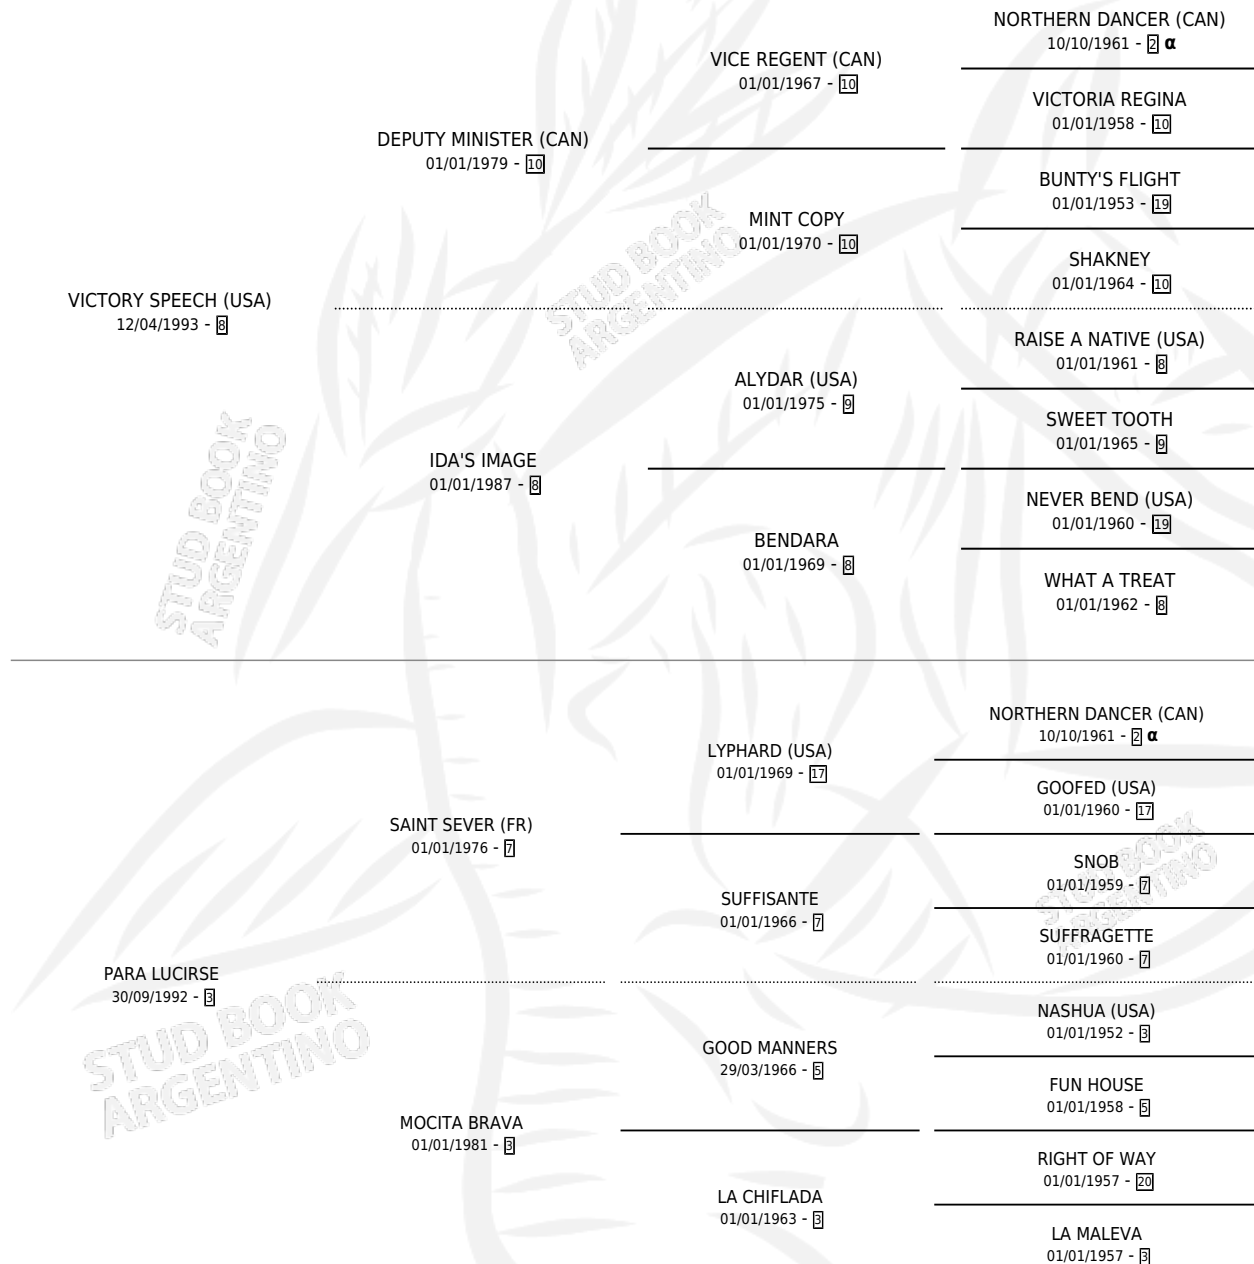 NORTHERN DANCER (CAN)
10/10/1961 - 2 α
VICE REGENT (CAN)
01/01/1967 - 10
VICTORIA REGINA
01/01/1958 - 10
DEPUTY MINISTER (CAN)
01/01/1979 - 10
BUNTY'S FLIGHT
01/01/1953 - 19
MINT COPY
01/01/1970 - 10
SHAKNEY
01/01/1964 - 10
VICTORY SPEECH (USA)
12/04/1993 - 8
STUD BOOK
ARGENTINO
RAISE A NATIVE (USA)
01/01/1961 - 8
ALYDAR (USA)
01/01/1975 - 9
SWEET TOOTH
01/01/1965 - 9
IDA'S IMAGE
01/01/1987 - 8
NEVER BEND (USA)
01/01/1960 - 19
BENDARA
01/01/1969 - 8
WHAT A TREAT
01/01/1962 - 8
STUD BOOK
ARGENTINO
NORTHERN DANCER (CAN)
10/10/1961 - 2 α
LYPHARD (USA)
01/01/1969 - 17
GOOFED (USA)
01/01/1960 - 17
SAINT SEVER (FR)
01/01/1976 - 7
SNOB
01/01/1959 - 7
SUFFISANTE
01/01/1966 - 7
SUFFRAGETTE
01/01/1960 - 7
STUD BOOK
ARGENTINO
PARA LUCIRSE
30/09/1992 - 3
STUD BOOK
ARGENTINO
NASHUA (USA)
01/01/1952 - 3
GOOD MANNERS
29/03/1966 - 5
FUN HOUSE
01/01/1958 - 5
MOCITA BRAVA
01/01/1981 - 3
RIGHT OF WAY
01/01/1957 - 20
LA CHIFLADA
01/01/1963 - 3
LA MALEVA
01/01/1957 - 3